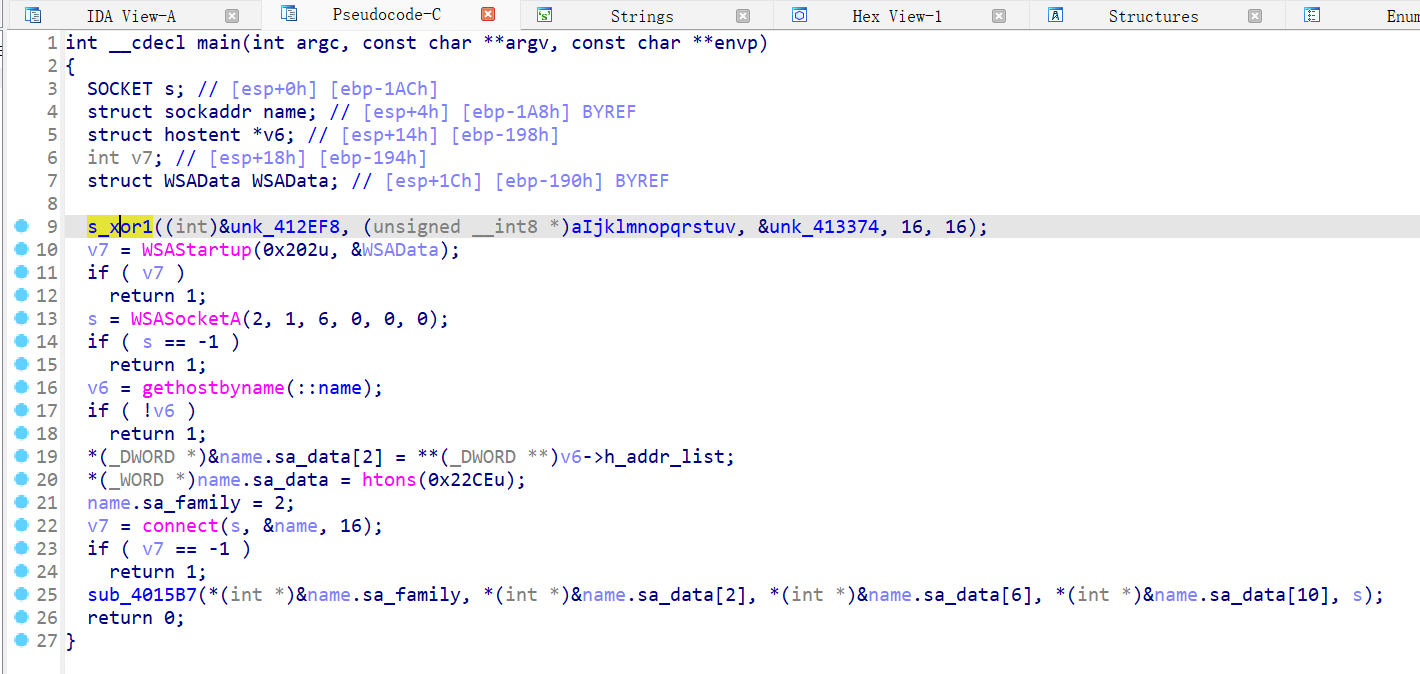 IDA View-A Pseudocode-C Strings Hex View-1 Structures Enum
1 int __cdecl main(int argc, const char **argv, const char **envp)
2 {
3   SOCKET s; // [esp+0h] [ebp-1ACh]
4   struct sockaddr name; // [esp+4h] [ebp-1A8h] BYREF
5   struct hostent *v6; // [esp+14h] [ebp-198h]
6   int v7; // [esp+18h] [ebp-194h]
7   struct WSAData WSAData; // [esp+1Ch] [ebp-190h] BYREF
8
9   s_xor1((int)&unk_412EF8, (unsigned __int8 *)aIjklmnopqrstuv, &unk_413374, 16, 16);
10   v7 = WSAStartup(0x202u, &WSAData);
11   if ( v7 )
12     return 1;
13   s = WSASocketA(2, 1, 6, 0, 0, 0);
14   if ( s == -1 )
15     return 1;
16   v6 = gethostbyname(::name);
17   if ( !v6 )
18     return 1;
19   *(_DWORD *)&name.sa_data[2] = **(_DWORD **)v6->h_addr_list;
20   *(_WORD *)name.sa_data = htons(0x22CEu);
21   name.sa_family = 2;
22   v7 = connect(s, &name, 16);
23   if ( v7 == -1 )
24     return 1;
25   sub_4015B7(*(int *)&name.sa_family, *(int *)&name.sa_data[2], *(int *)&name.sa_data[6], *(int *)&name.sa_data[10], s);
26   return 0;
27 }